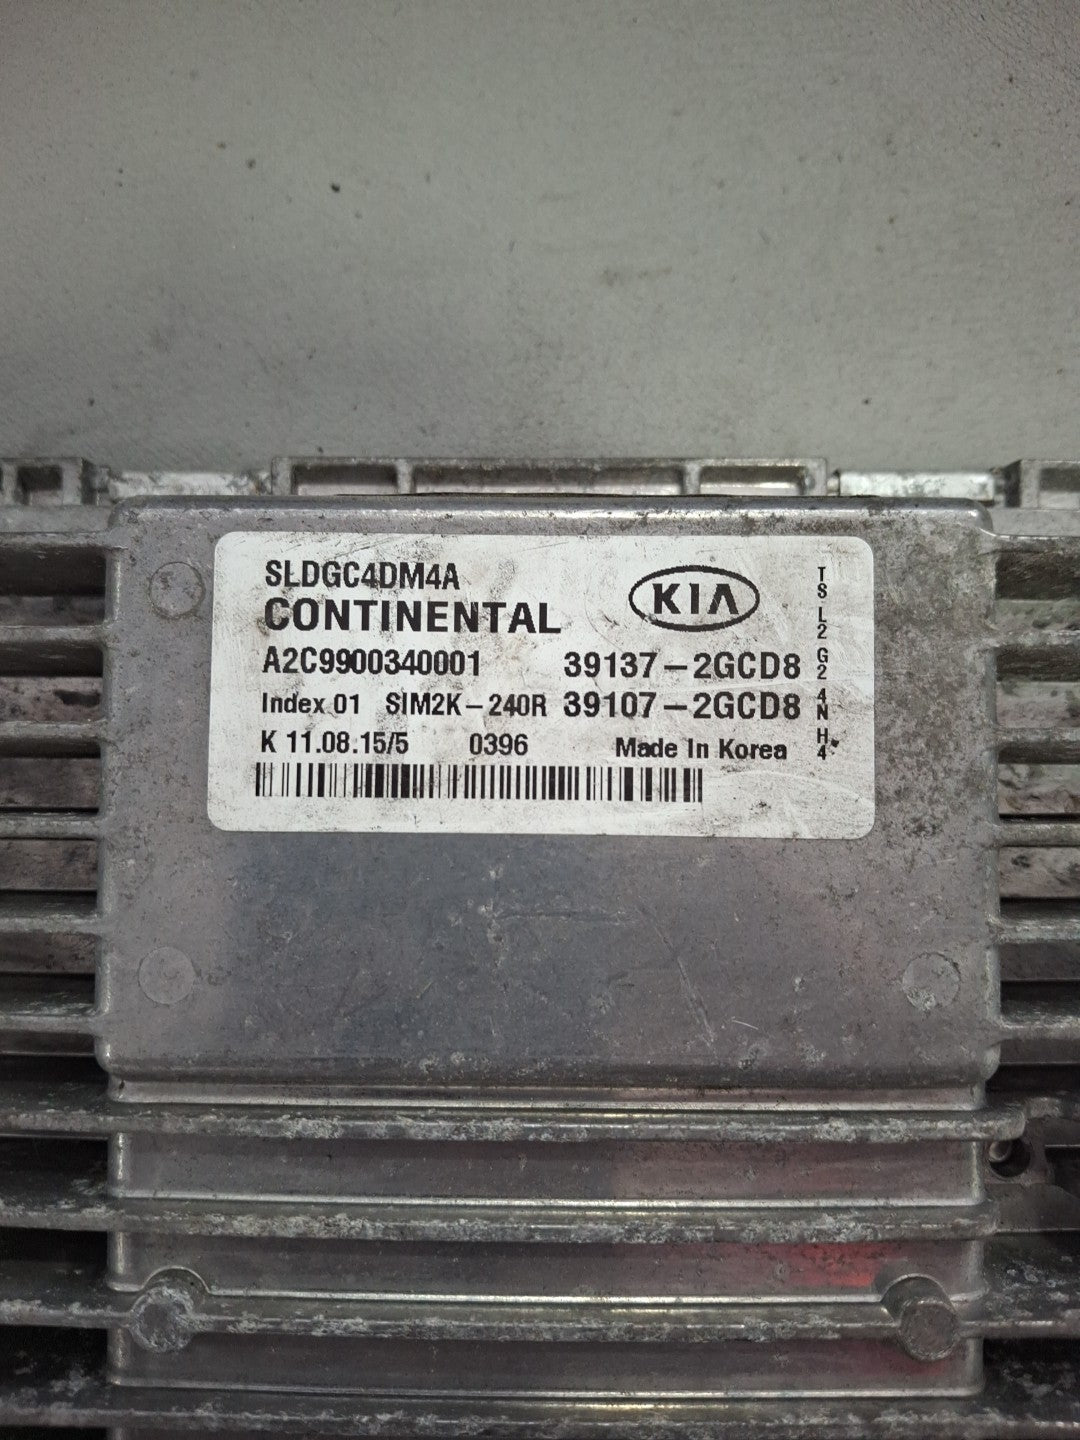 SLDGC4DM4A
CONTINENTAL
KIA
A2C9900340001 39137-2GCD8
Index 01 SIM2K-240R 39107-2GCD8
K 11.08.15/5 0396 Made In Korea
T8 L2 G2 4N H4